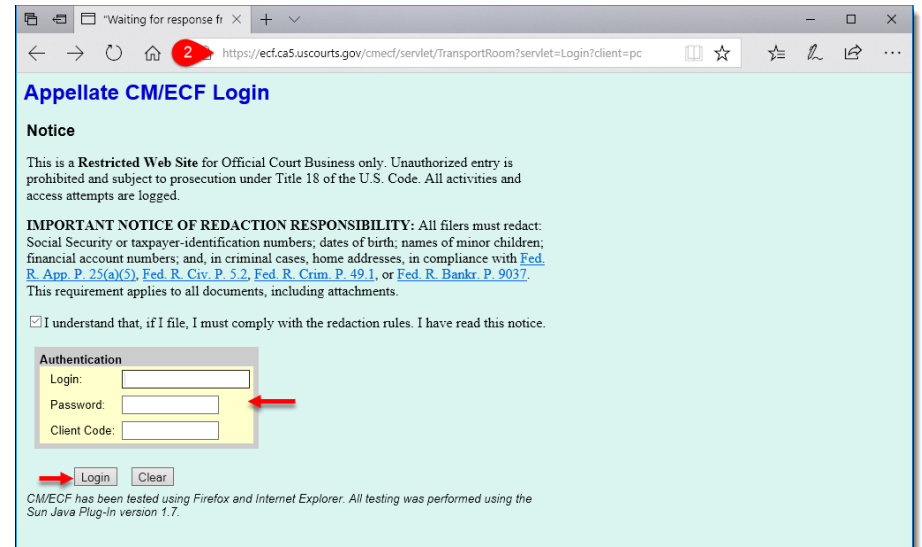 "Waiting for response fr
2
https://ecf.ca5.uscourts.gov/cmecf/servlet/TransportRoom?servlet=Login?client=pc
Appellate CM/ECF Login
Notice
This is a Restricted Web Site for Official Court Business only. Unauthorized entry is
prohibited and subject to prosecution under Title 18 of the U.S. Code. All activities and
access attempts are logged.
IMPORTANT NOTICE OF REDACTION RESPONSIBILITY: All filers must redact:
Social Security or taxpayer-identification numbers; dates of birth; names of minor children;
financial account numbers; and, in criminal cases, home addresses, in compliance with Fed.
R. App. P. 25(a)(5), Fed. R. Civ. P. 5.2, Fed. R. Crim. P. 49.1, or Fed. R. Bankr. P. 9037.
This requirement applies to all documents, including attachments.
I understand that, if I file, I must comply with the redaction rules. I have read this notice.
Authentication
Login:
Password:
Client Code:
Login Clear
CM/ECF has been tested using Firefox and Internet Explorer. All testing was performed using the
Sun Java Plug-In version 1.7.